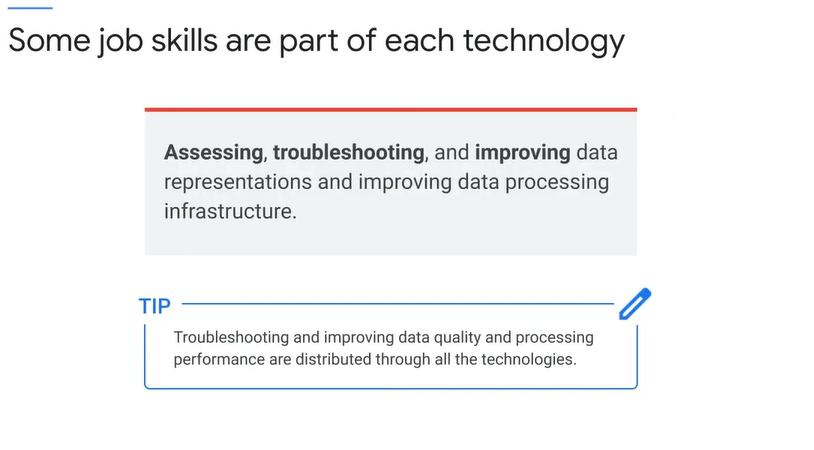 Some job skills are part of each technology
Assessing, troubleshooting, and improving data
representations and improving data processing
infrastructure.
TIP
Troubleshooting and improving data quality and processing
performance are distributed through all the technologies.